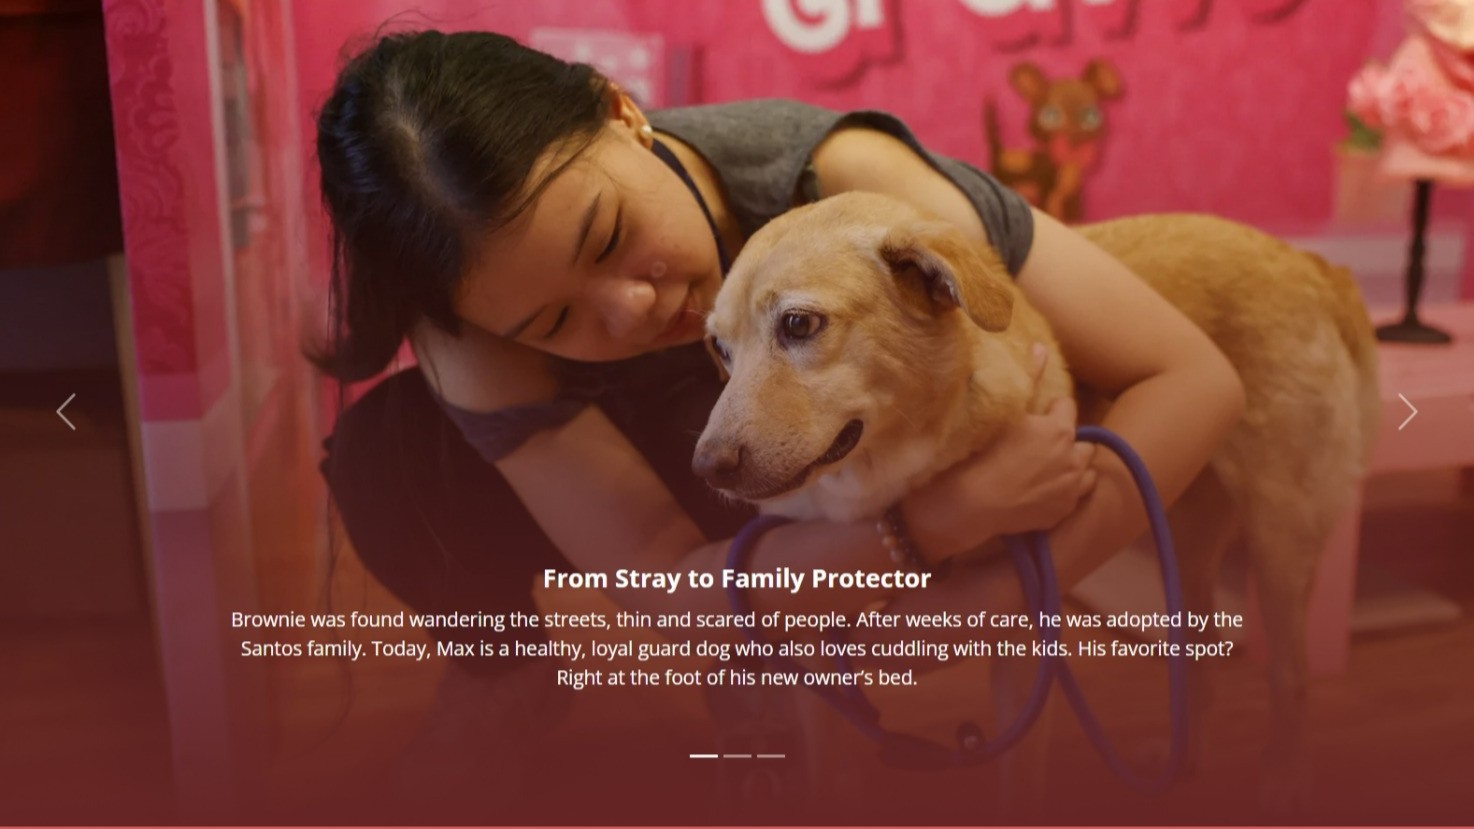 From Stray to Family Protector
Brownie was found wandering the streets, thin and scared of people. After weeks of care, he was adopted by the
Santos family. Today, Max is a healthy, loyal guard dog who also loves cuddling with the kids. His favorite spot?
Right at the foot of his new owner’s bed.